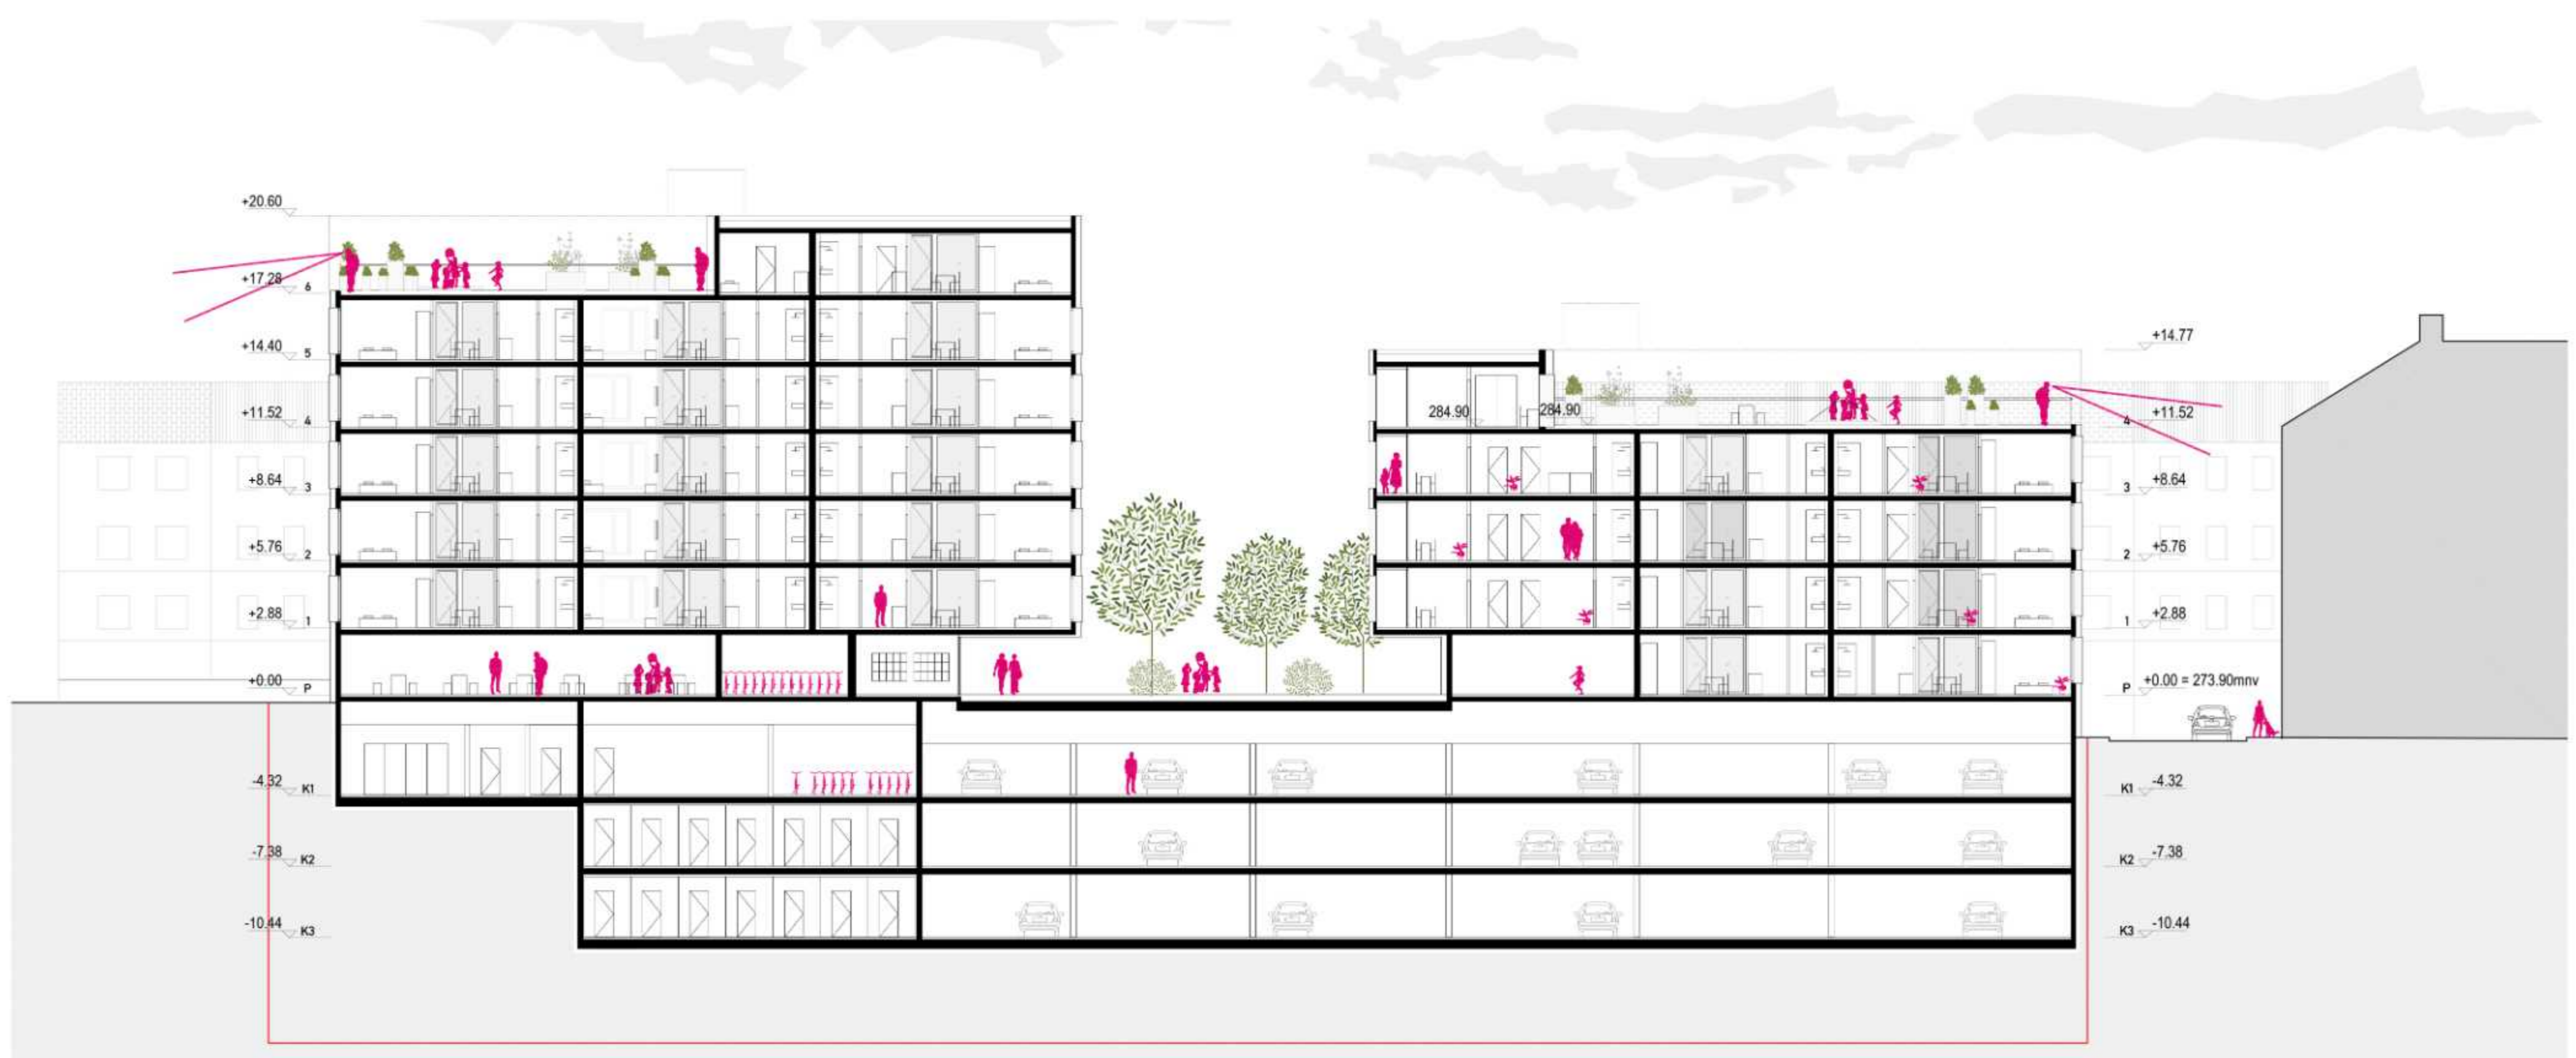 +20.60
+17.28 6
+14.40 5
+11.52 4
+8.64 3
+5.76 2
+2.88 1
+0.00 P
-4.32 K1
-7.38 K2
-10.44 K3
284.90 284.90
+14.77
4 +11.52
3 +8.64
2 +5.76
1 +2.88
P +0.00 = 273.90mnv
K1 -4.32
K2 -7.38
K3 -10.44